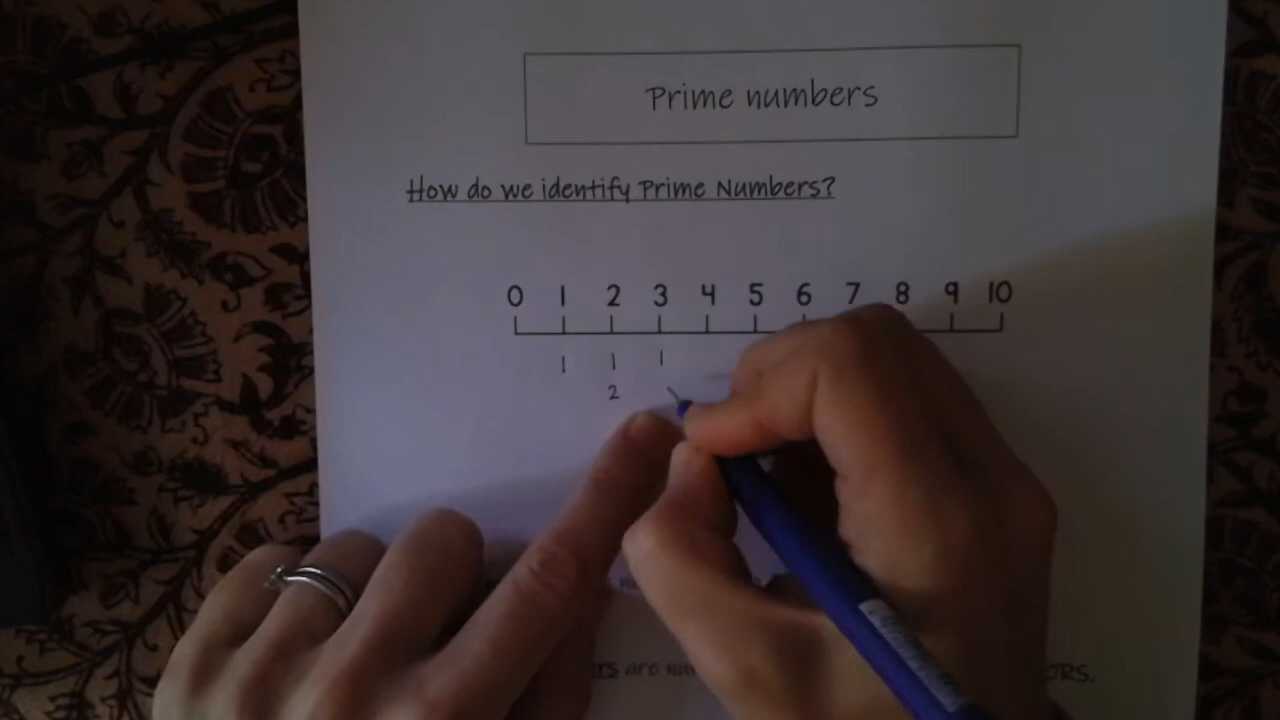 Prime numbers
How do we identify Prime Numbers?
0 1 2 3 4 5 6 7 8 9 10
1 1 1
2
are